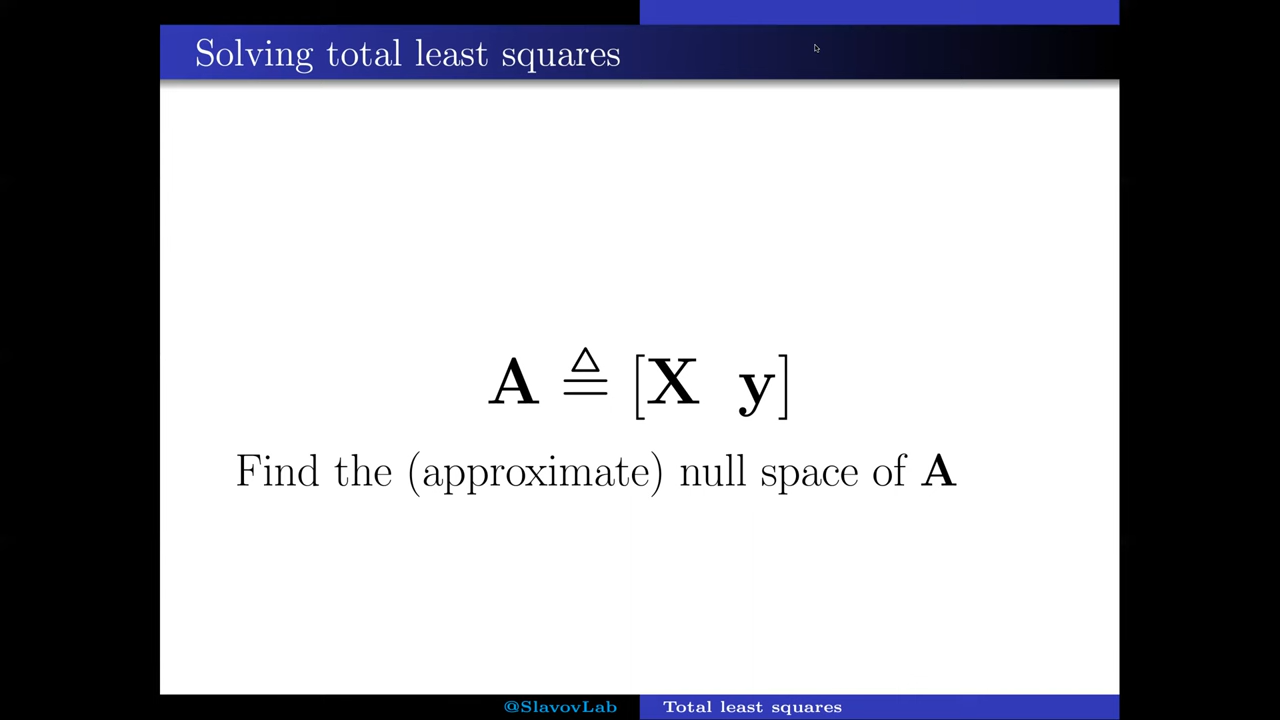 Solving total least squares
A ≜ [X y]
Find the (approximate) null space of A
@SlavovLab Total least squares